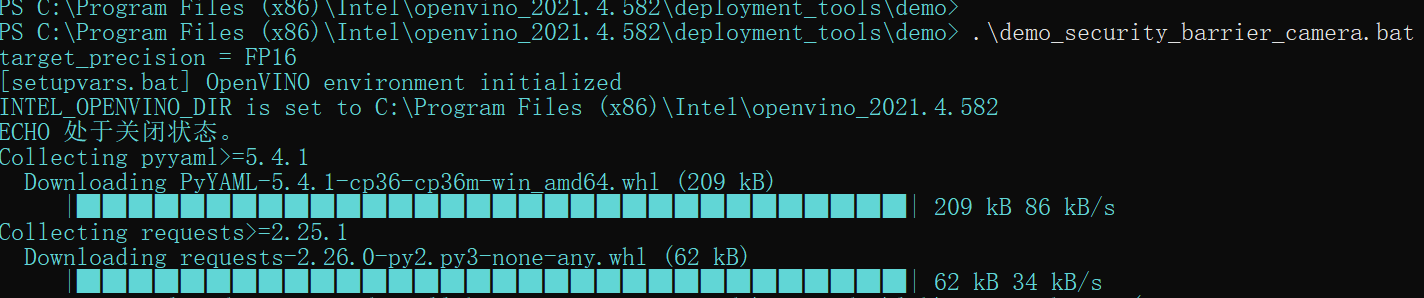 PS C:\Program Files (x86)\Intel\openvino_2021.4.582\deployment_tools\demo>
PS C:\Program Files (x86)\Intel\openvino_2021.4.582\deployment_tools\demo> .\demo_security_barrier_camera.bat
target_precision = FP16
[setupvars.bat] OpenVINO environment initialized
INTEL_OPENVINO_DIR is set to C:\Program Files (x86)\Intel\openvino_2021.4.582
ECHO 处于关闭状态。
Collecting pyyaml>=5.4.1
Downloading PyYAML-5.4.1-cp36-cp36m-win_amd64.whl (209 kB)
209 kB 86 kB/s
Collecting requests>=2.25.1
Downloading requests-2.26.0-py2.py3-none-any.whl (62 kB)
62 kB 34 kB/s